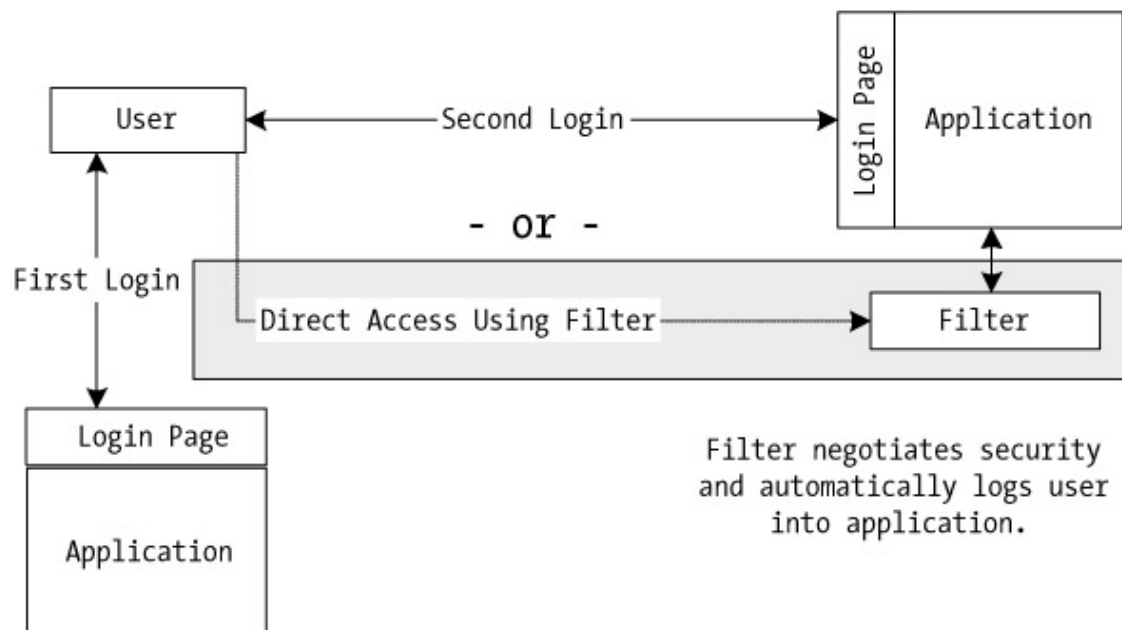 User
Second Login
Login Page
Application
- or -
First Login
Direct Access Using Filter
Filter
Login Page
Application
Filter negotiates security
and automatically logs user
into application.